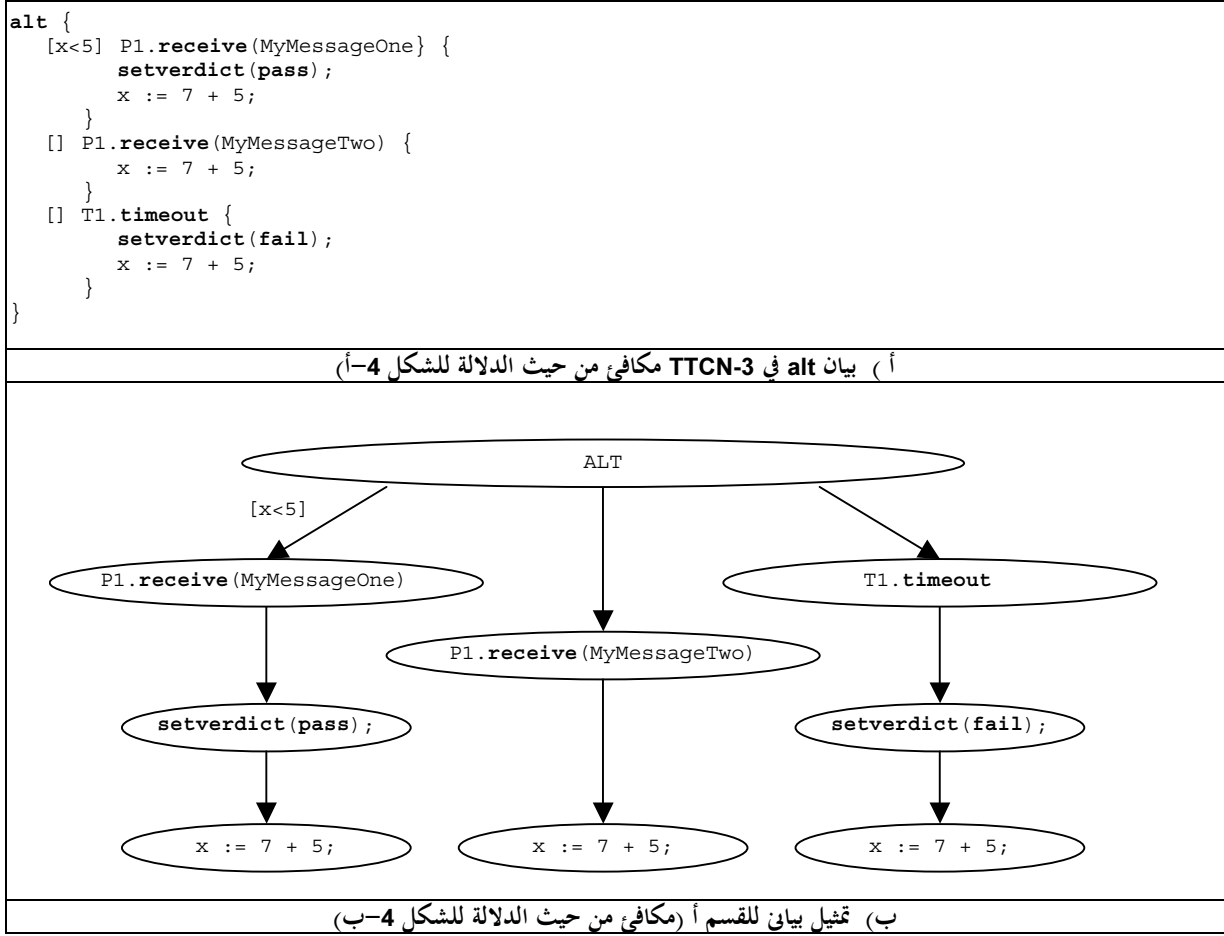 alt {
[x<5] P1.receive(MyMessageOne} {
setverdict(pass);
x := 7 + 5;
}
[] P1.receive(MyMessageTwo) {
x := 7 + 5;
}
[] T1.timeout {
setverdict(fail);
x := 7 + 5;
}
}
أ ) بيان alt في TTCN-3 مكافئ من حيث الدلالة للشكل 4–أ)
ALT
[x<5]
P1.receive(MyMessageOne)
T1.timeout
P1.receive(MyMessageTwo)
setverdict(pass);
setverdict(fail);
x := 7 + 5;
x := 7 + 5;
x := 7 + 5;
ب) تمثيل بياني للقسم أ (مكافئ من حيث الدلالة للشكل 4–ب)